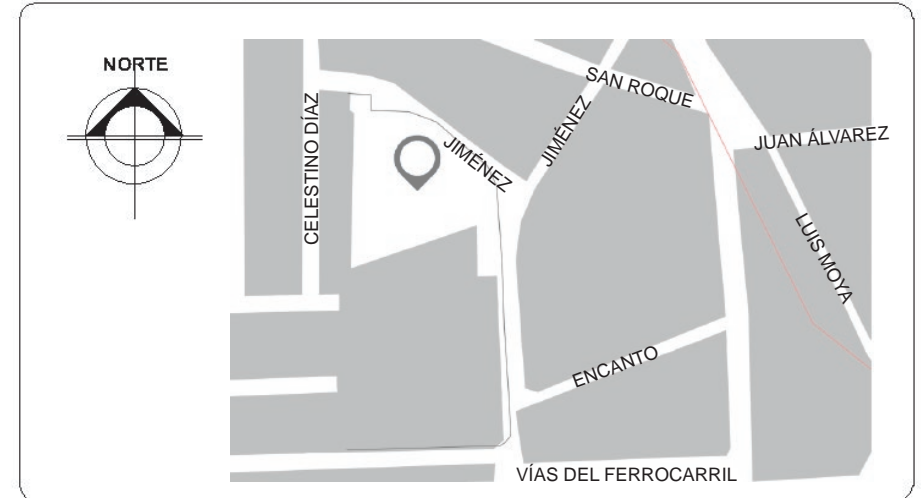 NORTE
SAN ROQUE
CELESTINO DÍAZ
JIMÉNEZ
JIMÉNEZ
JUAN ÁLVAREZ
LUIS MOYA
ENCANTO
VÍAS DEL FERROCARRIL